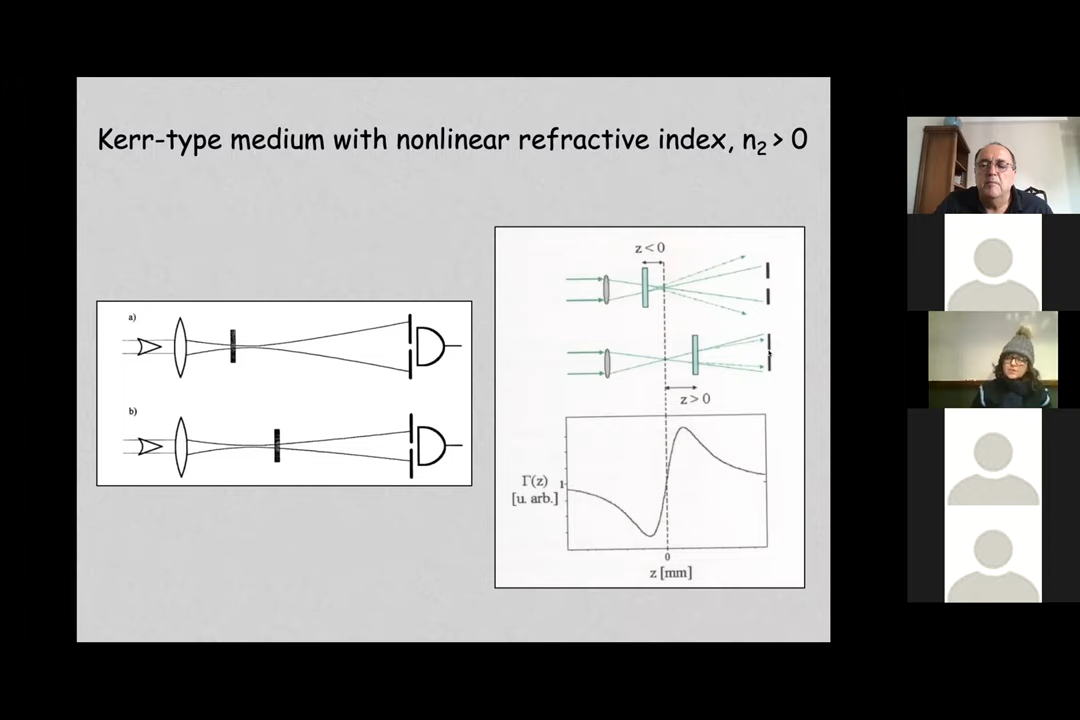 Kerr-type medium with nonlinear refractive index, n₂ > 0
a)
b)
z < 0
z > 0
Γ(z)
[u. arb.]
1
0
z [mm]